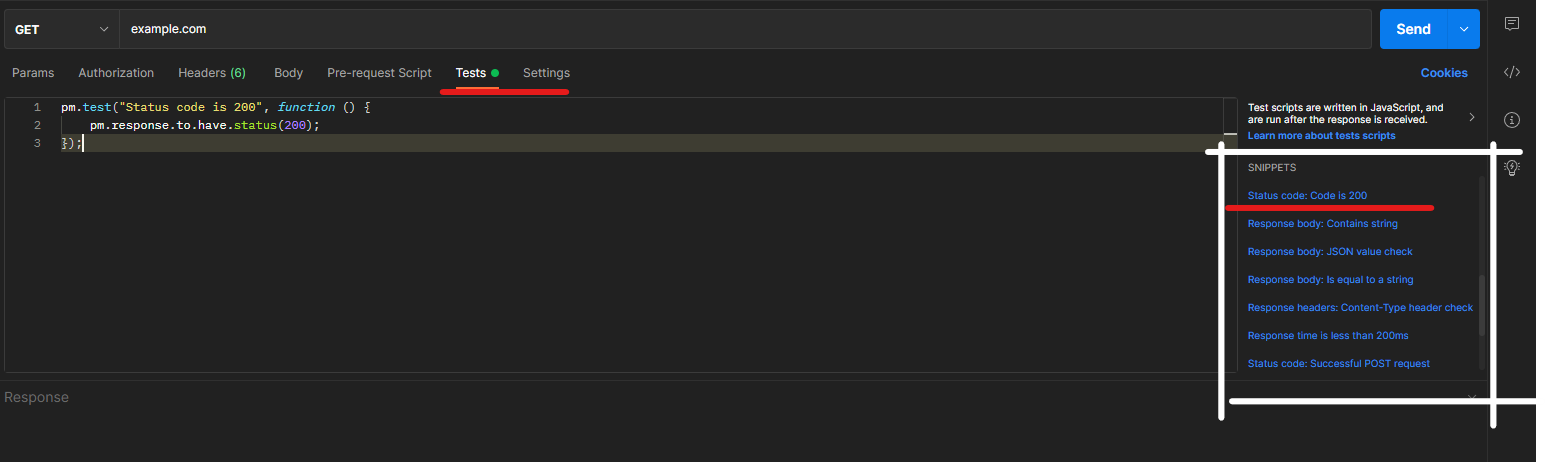 GET
example.com
Send
Params
Authorization
Headers (6)
Body
Pre-request Script
Tests
Settings
Cookies
1 pm.test("Status code is 200", function () {
2 pm.response.to.have.status(200);
3 });
Test scripts are written in JavaScript, and
are run after the response is received.
Learn more about tests scripts
SNIPPETS
Status code: Code is 200
Response body: Contains string
Response body: JSON value check
Response body: Is equal to a string
Response headers: Content-Type header check
Response time is less than 200ms
Status code: Successful POST request
Response